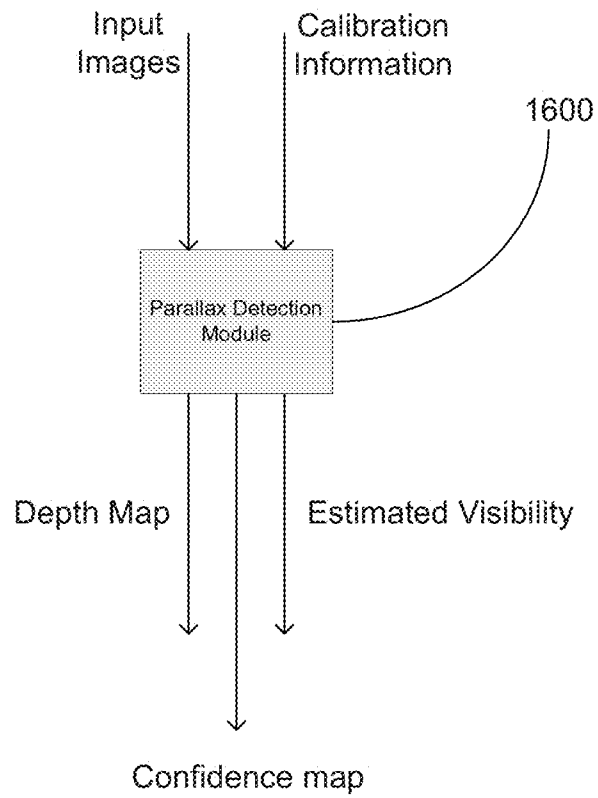 Input
Images
Calibration
Information
1600
Parallax Detection
Module
Depth Map
Estimated Visibility
Confidence map